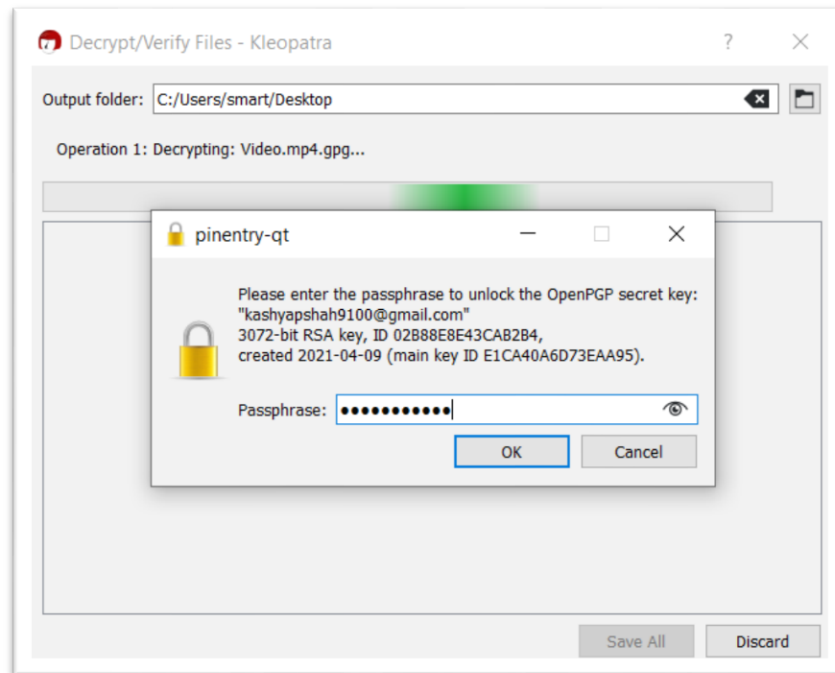 Decrypt/Verify Files - Kleopatra
Output folder: C:/Users/smart/Desktop
Operation 1: Decrypting: Video.mp4.gpg...
pinentry-qt
Please enter the passphrase to unlock the OpenPGP secret key:
"kashyapshah9100@gmail.com"
3072-bit RSA key, ID 02B88E8E43CAB2B4,
created 2021-04-09 (main key ID E1CA40A6D73EAA95).
Passphrase: ●●●●●●●●●●●
OK Cancel
Save All Discard